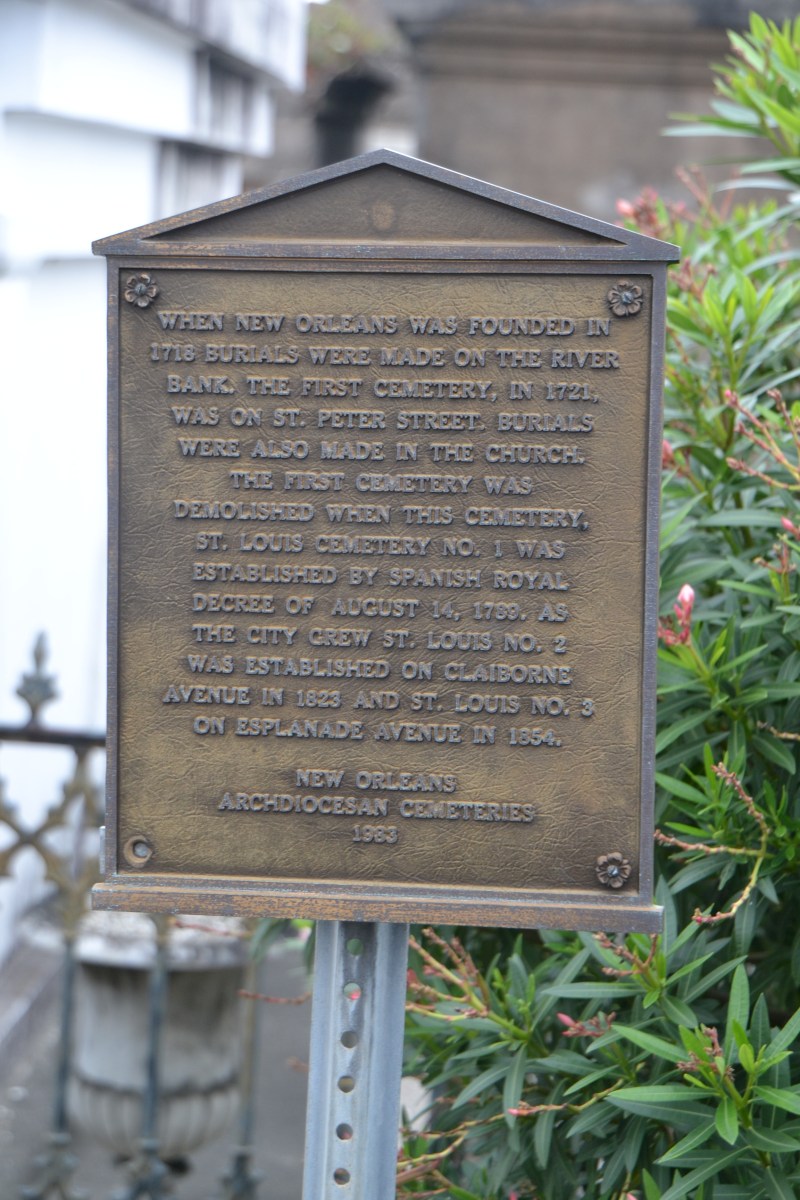 WHEN NEW ORLEANS WAS FOUNDED IN
1718 BURIALS WERE MADE ON THE RIVER
BANK. THE FIRST CEMETERY, IN 1721,
WAS ON ST. PETER STREET. BURIALS
WERE ALSO MADE IN THE CHURCH.
THE FIRST CEMETERY WAS
DEMOLISHED WHEN THIS CEMETERY,
ST. LOUIS CEMETERY NO. 1 WAS
ESTABLISHED BY SPANISH ROYAL
DECREE OF AUGUST 14, 1789. AS
THE CITY GREW ST. LOUIS NO. 2
WAS ESTABLISHED ON CLAIBORNE
AVENUE IN 1823 AND ST. LOUIS NO. 3
ON ESPLANADE AVENUE IN 1854.
NEW ORLEANS
ARCHDIOCESAN CEMETERIES
1983